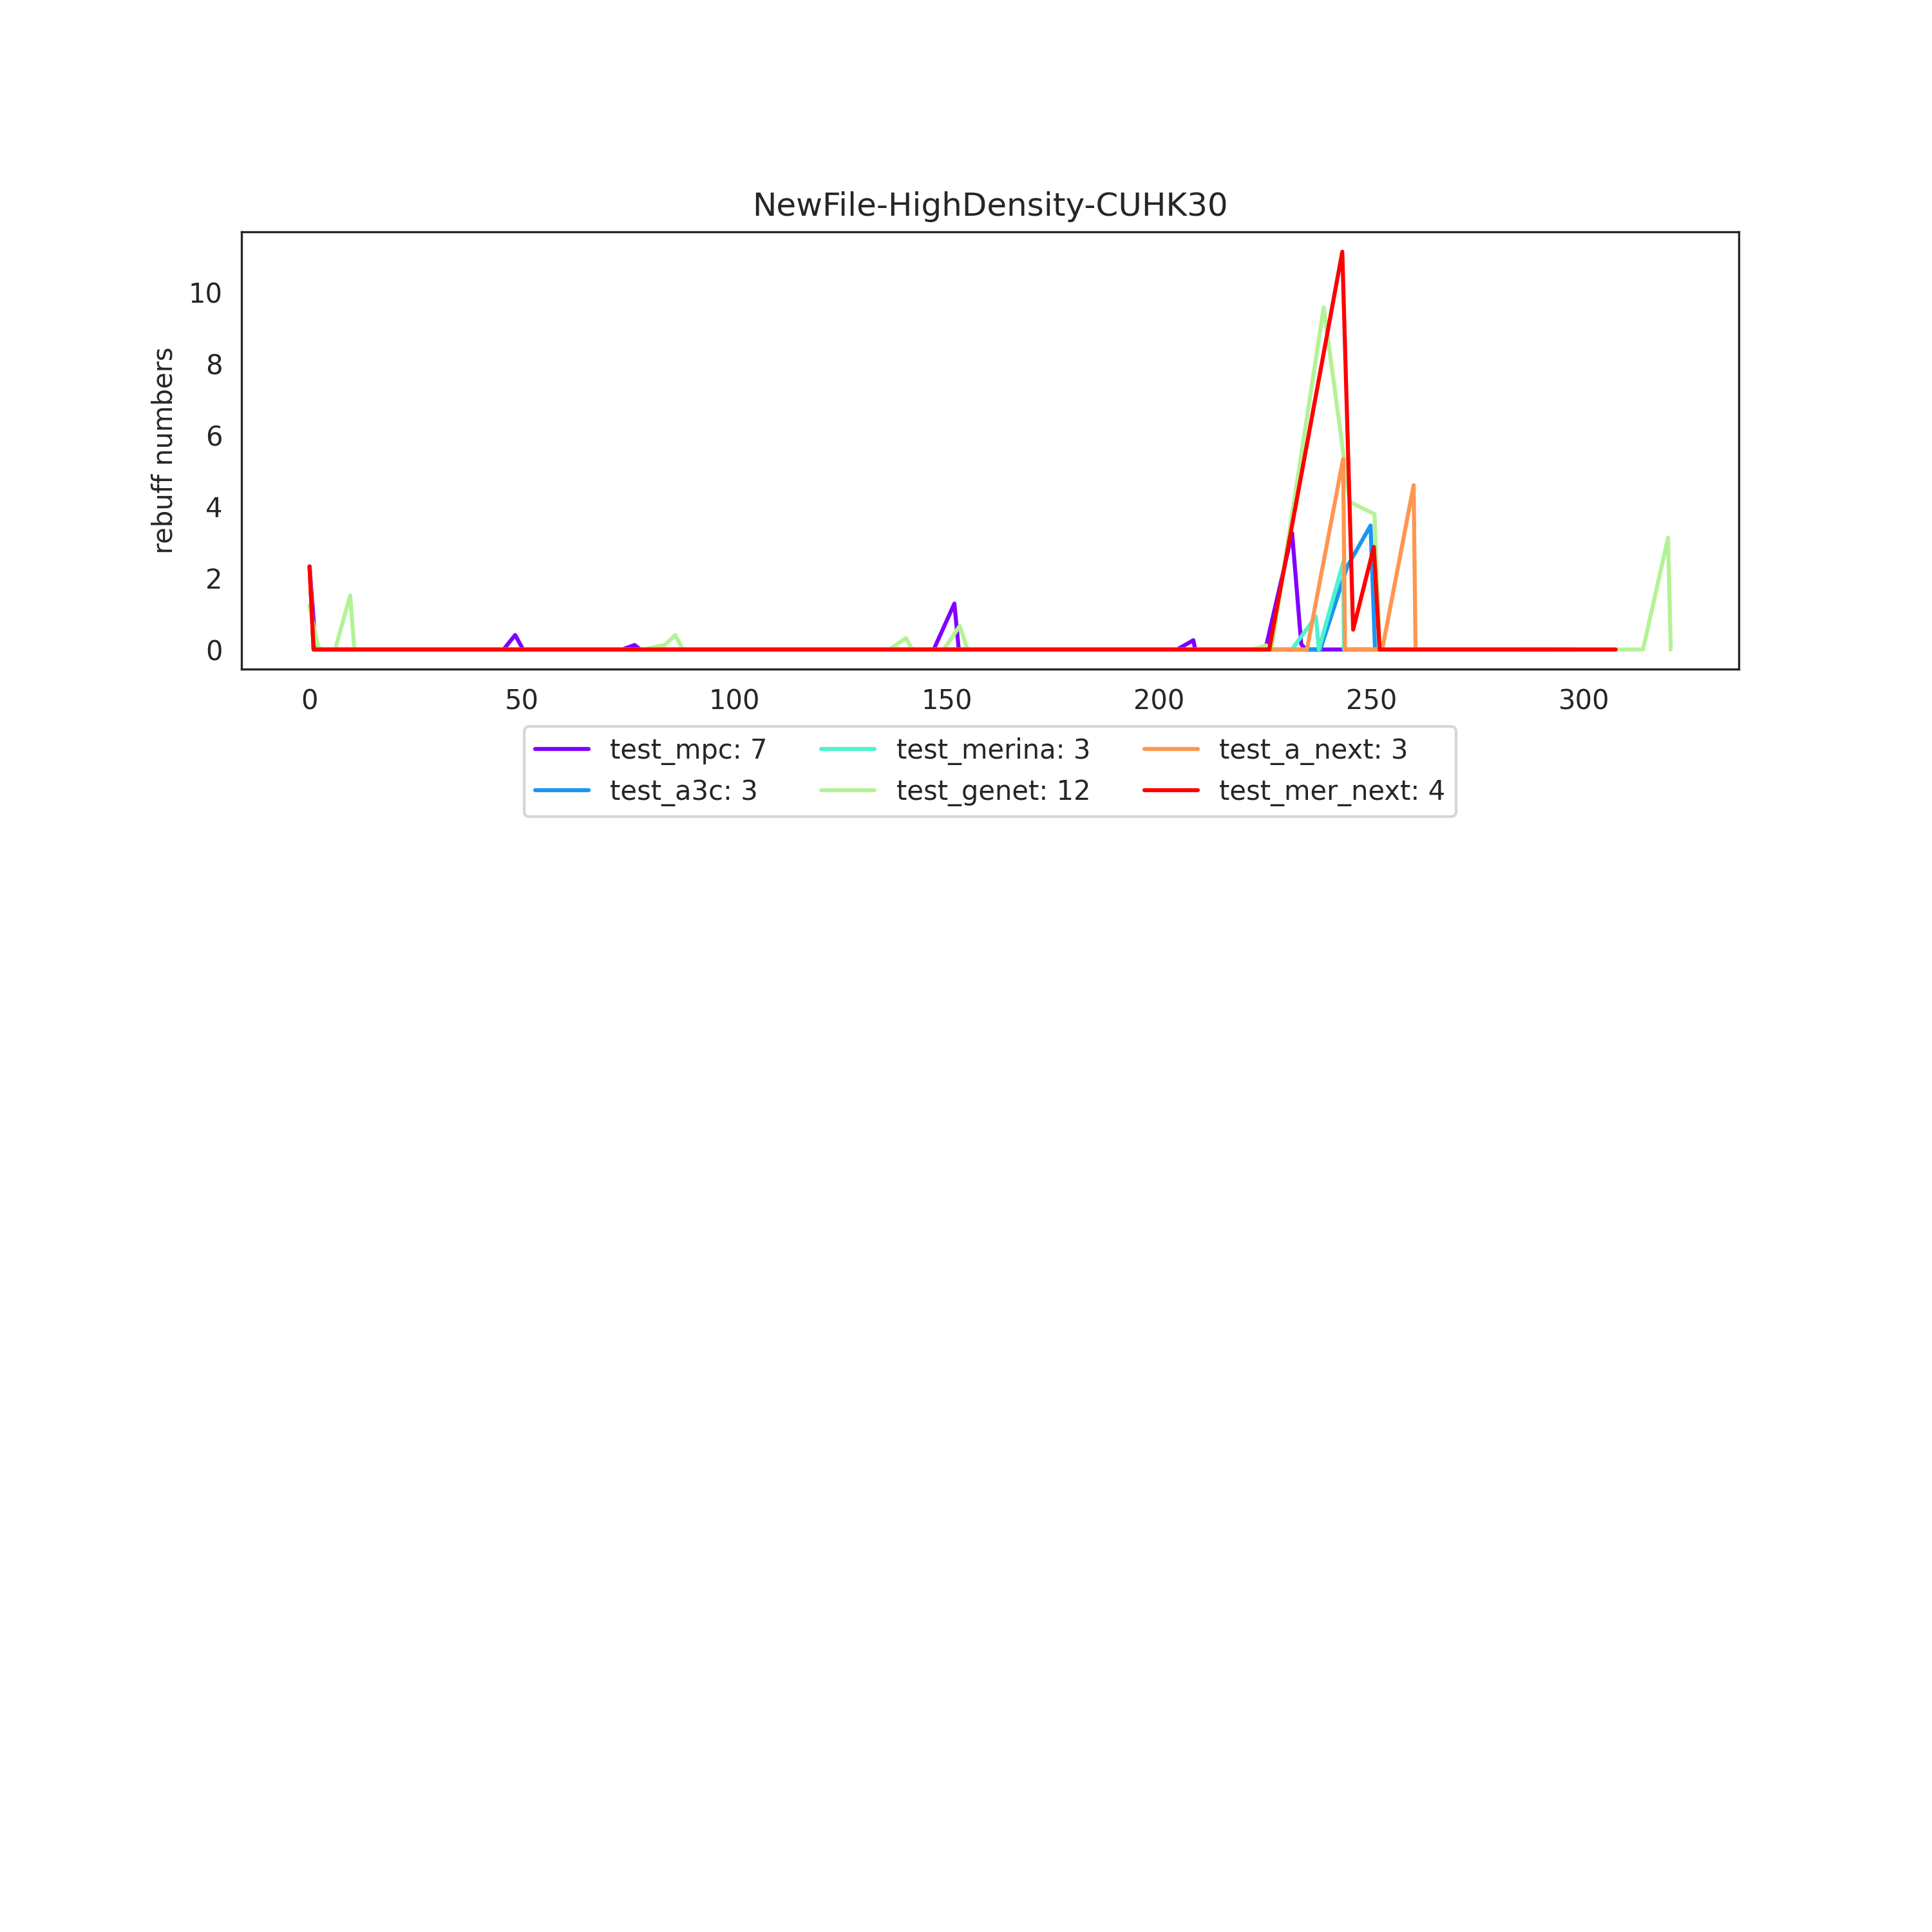 NewFile-HighDensity-CUHK30
rebuff numbers
10
8
6
4
2
0
0 50 100 150 200 250 300
test_mpc: 7 test_merina: 3 test_a_next: 3
test_a3c: 3 test_genet: 12 test_mer_next: 4